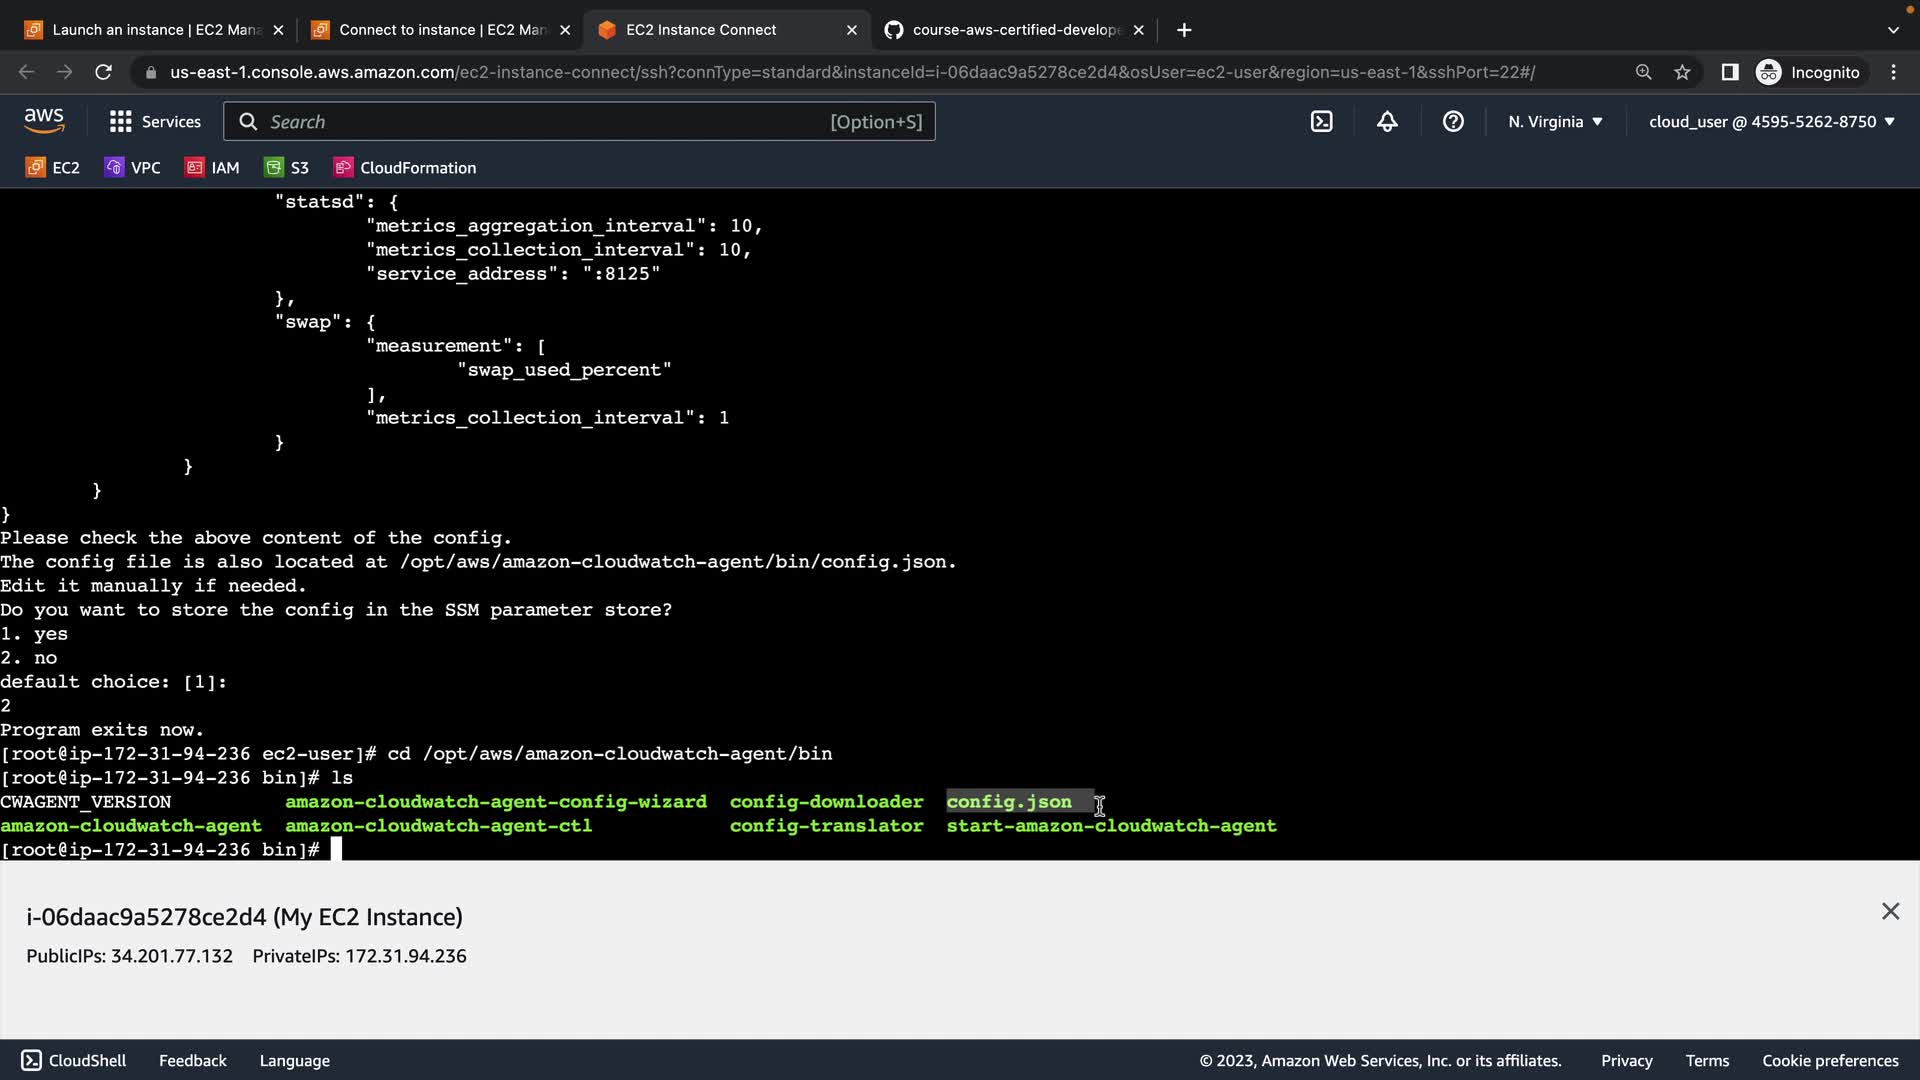 Launch an instance | EC2 Mana
Connect to instance | EC2 Man
EC2 Instance Connect
course-aws-certified-develope
us-east-1.console.aws.amazon.com/ec2-instance-connect/ssh?connType=standard&instanceId=i-06daac9a5278ce2d4&osUser=ec2-user&region=us-east-1&sshPort=22#/
Incognito
aws
Services
Search
[Option+S]
N. Virginia
cloud_user @ 4595-5262-8750
EC2
VPC
IAM
S3
CloudFormation
"statsd": {
"metrics_aggregation_interval": 10,
"metrics_collection_interval": 10,
"service_address": ":8125"
},
"swap": {
"measurement": [
"swap_used_percent"
],
"metrics_collection_interval": 1
}
}
}
}
Please check the above content of the config.
The config file is also located at /opt/aws/amazon-cloudwatch-agent/bin/config.json.
Edit it manually if needed.
Do you want to store the config in the SSM parameter store?
1. yes
2. no
default choice: [1]:
2
Program exits now.
[root@ip-172-31-94-236 ec2-user]# cd /opt/aws/amazon-cloudwatch-agent/bin
[root@ip-172-31-94-236 bin]# ls
CWAGENT_VERSION amazon-cloudwatch-agent-config-wizard config-downloader config.json
amazon-cloudwatch-agent amazon-cloudwatch-agent-ctl config-translator start-amazon-cloudwatch-agent
[root@ip-172-31-94-236 bin]#
i-06daac9a5278ce2d4 (My EC2 Instance)
PublicIPs: 34.201.77.132 PrivateIPs: 172.31.94.236
CloudShell
Feedback
Language
© 2023, Amazon Web Services, Inc. or its affiliates.
Privacy
Terms
Cookie preferences